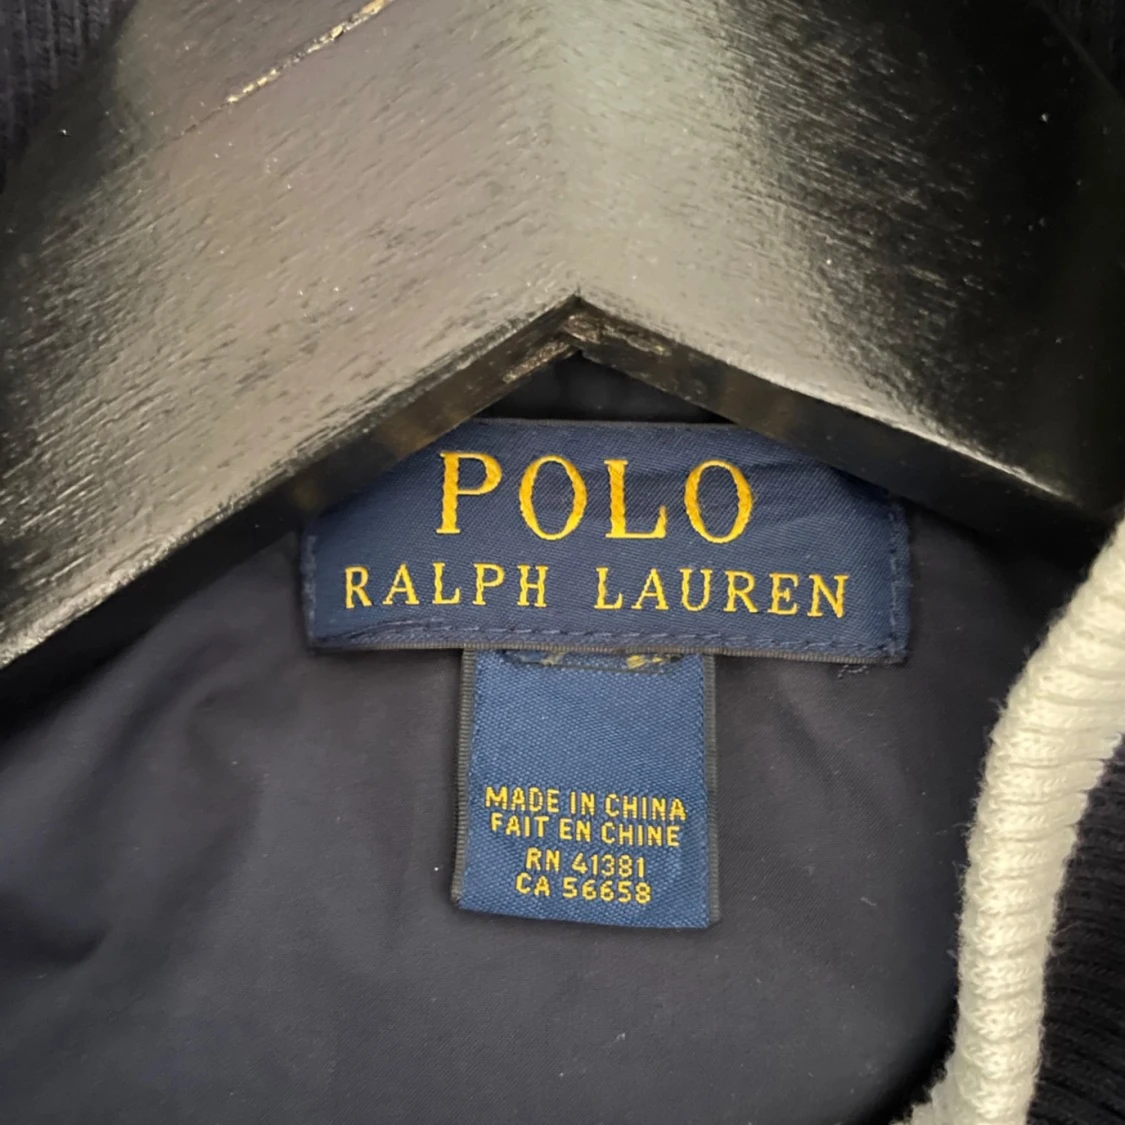 POLO
RALPH LAUREN
MADE IN CHINA
FAIT EN CHINE
RN 41381
CA 56658